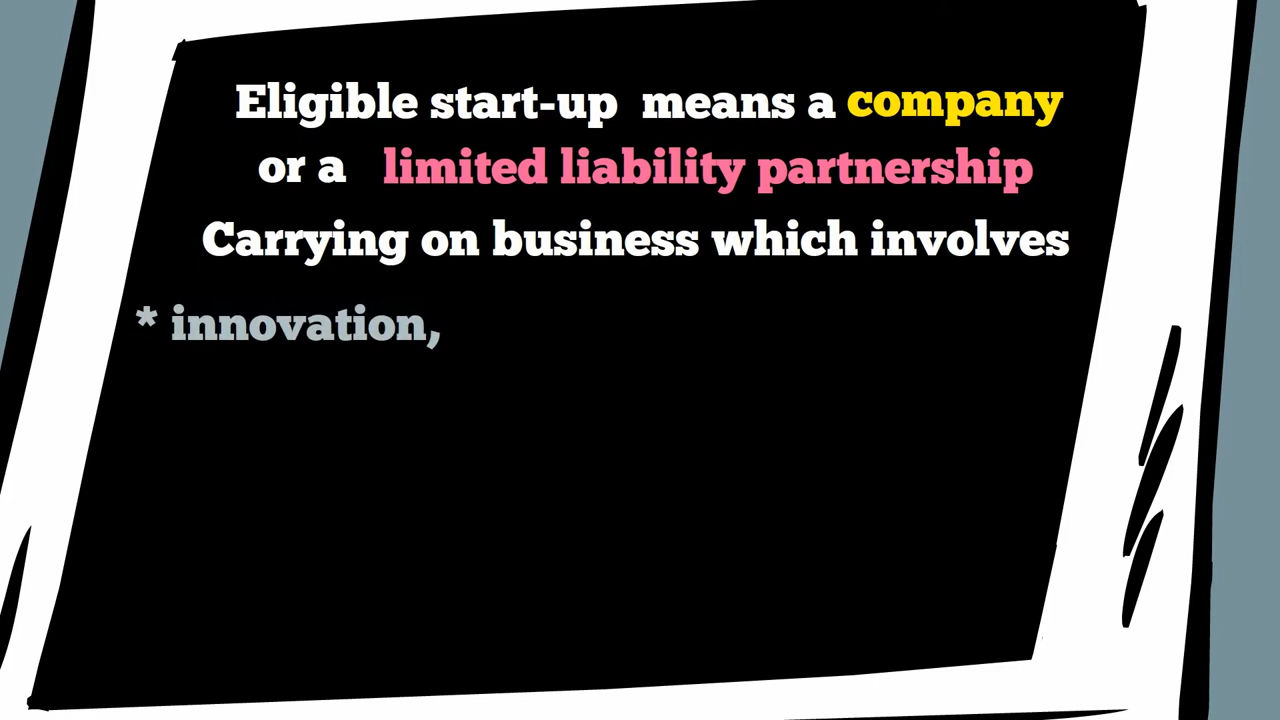 Eligible start-up means a company
or a limited liability partnership
Carrying on business which involves
* innovation,